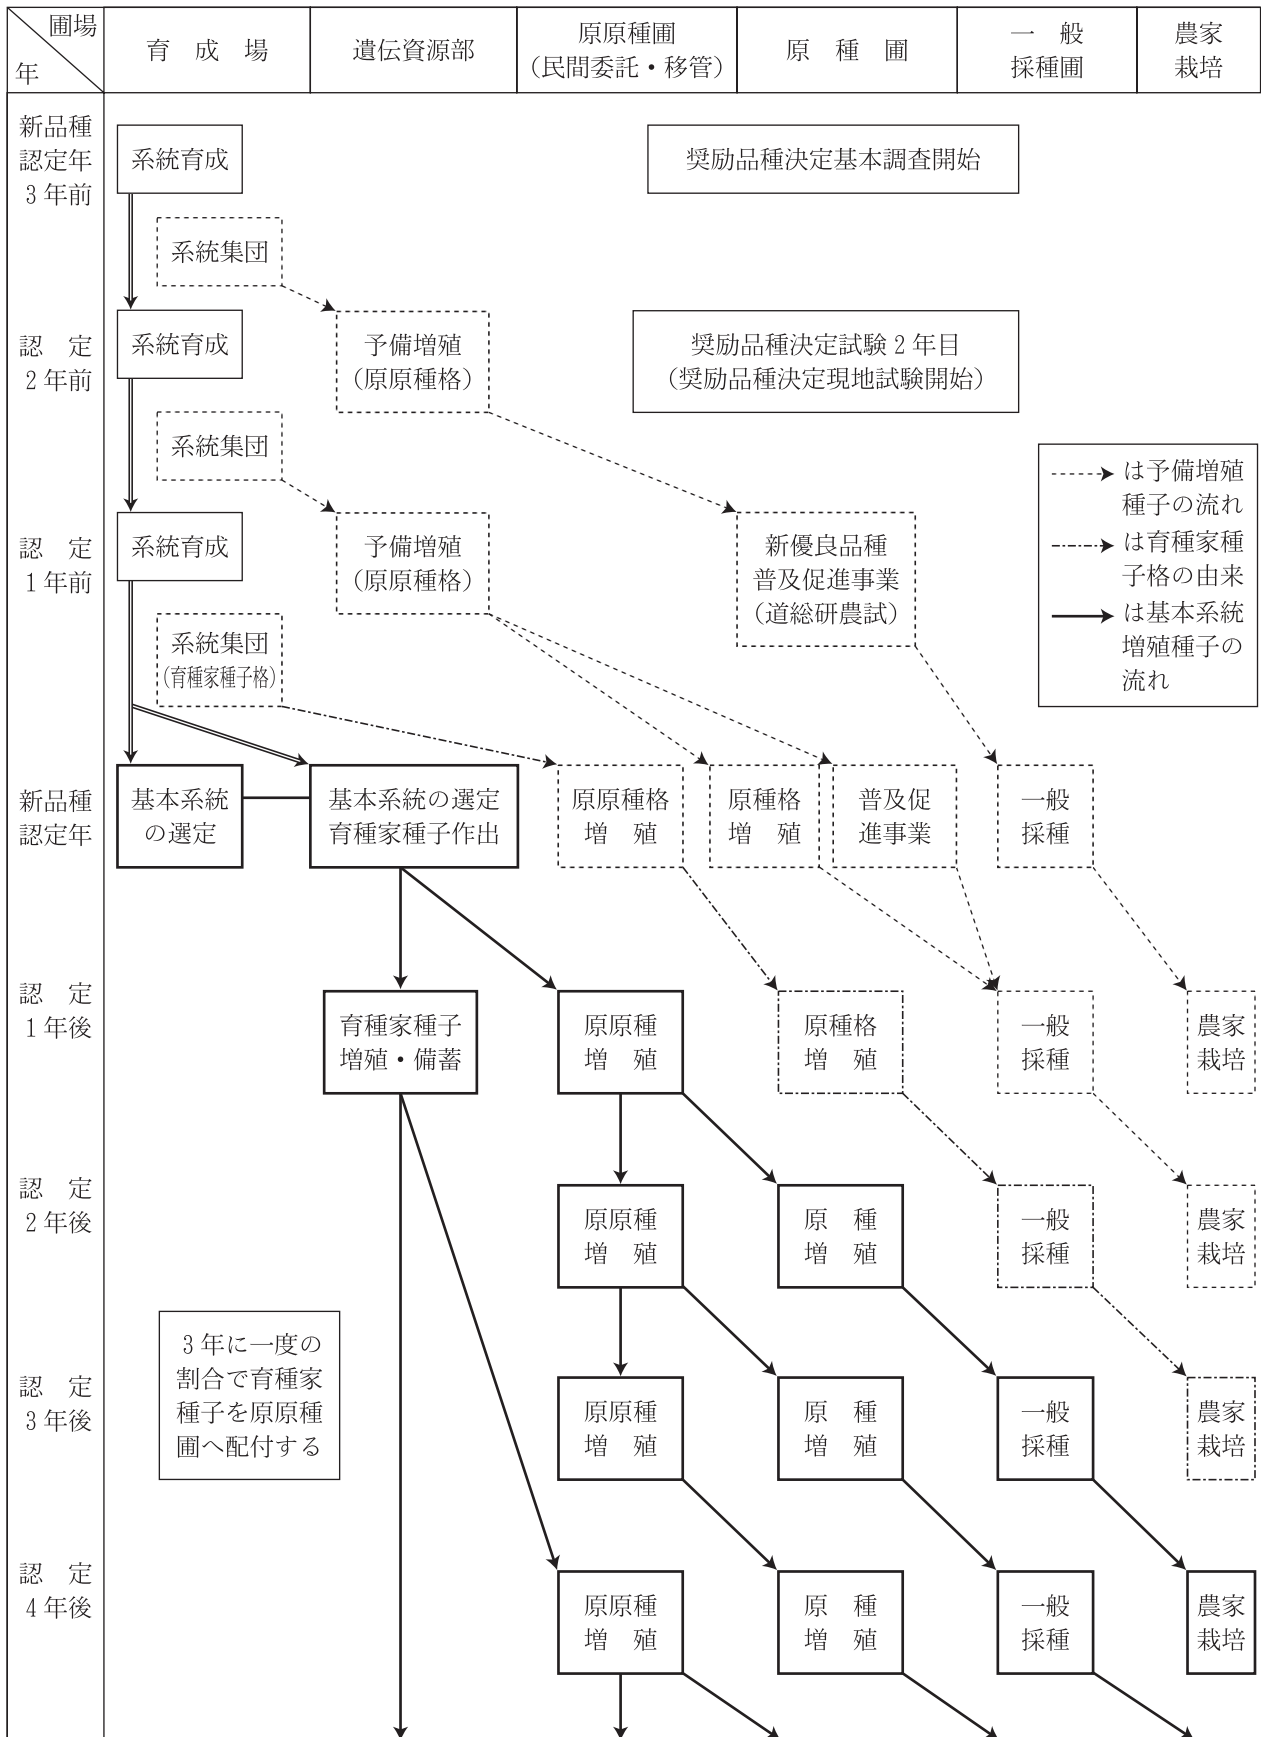 圃場
年
育　成　場
遺伝資源部
原原種圃
（民間委託・移管）
原　種　圃
一　般
採種圃
農家
栽培
新品種
認定年
3年前
系統育成
奨励品種決定基本調査開始
系統集団
認　定
2年前
系統育成
予備増殖
（原原種格）
奨励品種決定試験2年目
（奨励品種決定現地試験開始）
系統集団
は予備増殖
種子の流れ
は育種家種
子格の由来
は基本系統
増殖種子の
流れ
認　定
1年前
系統育成
予備増殖
（原原種格）
新優良品種
普及促進事業
（道総研農試）
系統集団
（育種家種子格）
新品種
認定年
基本系統
の選定
基本系統の選定
育種家種子作出
原原種格
増　殖
原種格
増　殖
普及促
進事業
一般
採種
認　定
1年後
育種家種子
増殖・備蓄
原原種
増　殖
原種格
増　殖
一般
採種
農家
栽培
認　定
2年後
原原種
増　殖
原　種
増　殖
一般
採種
農家
栽培
3年に一度の
割合で育種家
種子を原原種
圃へ配付する
認　定
3年後
原原種
増　殖
原　種
増　殖
一般
採種
農家
栽培
認　定
4年後
原原種
増　殖
原　種
増　殖
一般
採種
農家
栽培